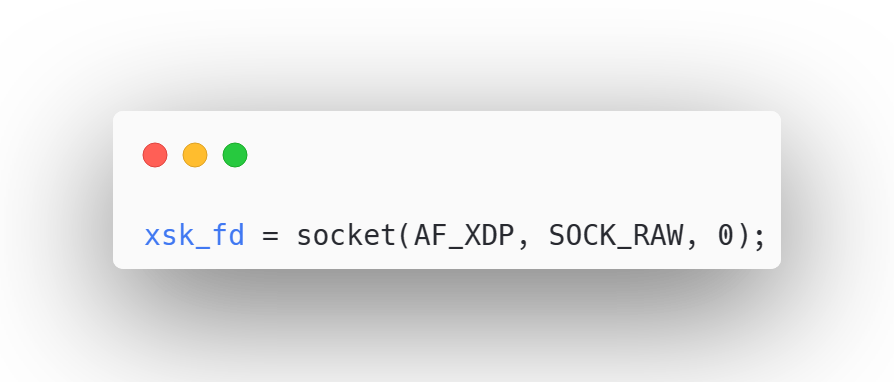 xsk_fd = socket(AF_XDP, SOCK_RAW, 0);